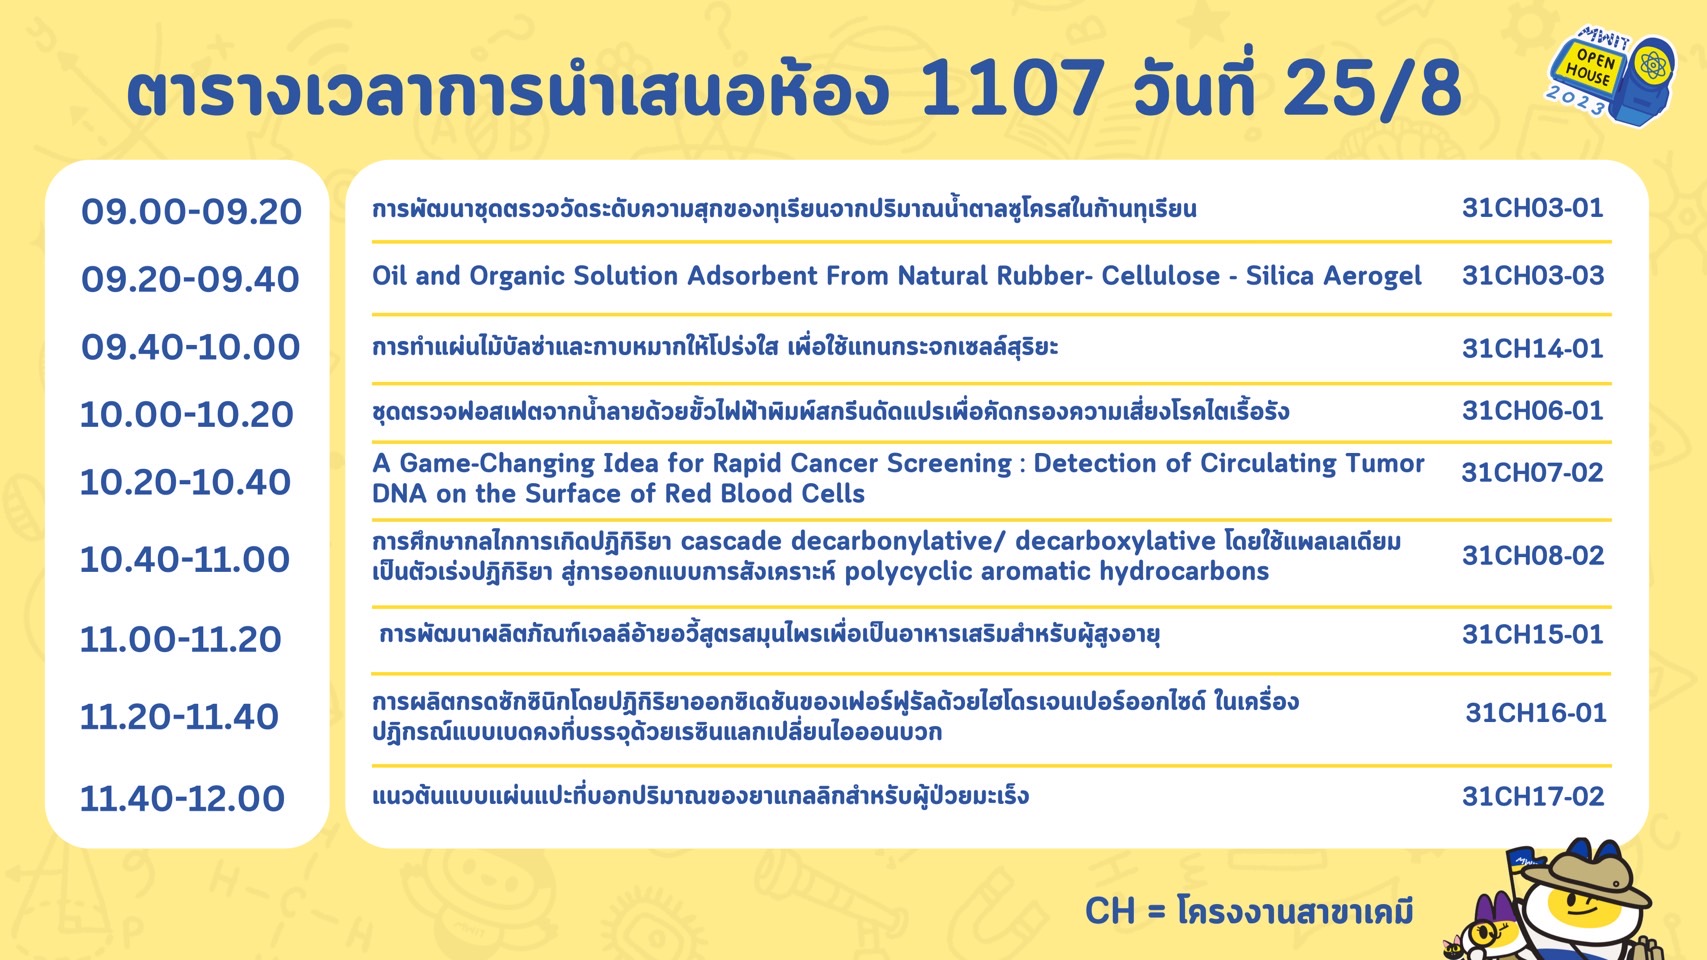 ตารางเวลาการนำเสนอห้อง 1107 วันที่ 25/8
MWIT
OPEN
HOUSE
2023
09.00-09.20 การพัฒนาชุดตรวจวัดระดับความสุกของทุเรียนจากปริมาณน้ำตาลซูโครสในก้านทุเรียน 31CH03-01
09.20-09.40 Oil and Organic Solution Adsorbent From Natural Rubber- Cellulose - Silica Aerogel 31CH03-03
09.40-10.00 การทำแผ่นไม้บัลซ่าและกาบหมากให้โปร่งใส เพื่อใช้แทนกระจกเซลล์สุริยะ 31CH14-01
10.00-10.20 ชุดตรวจฟอสเฟตจากน้ำลายด้วยขั้วไฟฟ้าพิมพ์สกรีนดัดแปรเพื่อคัดกรองความเสี่ยงโรคไตเรื้อรัง 31CH06-01
10.20-10.40 A Game-Changing Idea for Rapid Cancer Screening : Detection of Circulating Tumor 31CH07-02
DNA on the Surface of Red Blood Cells
10.40-11.00 การศึกษากลไกการเกิดปฏิกิริยา cascade decarbonylative/ decarboxylative โดยใช้แพลเลเดียม 31CH08-02
เป็นตัวเร่งปฏิกิริยา สู่การออกแบบการสังเคราะห์ polycyclic aromatic hydrocarbons
11.00-11.20 การพัฒนาผลิตภัณฑ์เจลลีอ้ายอวี้สูตรสมุนไพรเพื่อเป็นอาหารเสริมสำหรับผู้สูงอายุ 31CH15-01
11.20-11.40 การผลิตกรดซักซินิกโดยปฏิกิริยาออกซิเดชันของเฟอร์ฟูรัลด้วยไฮโดรเจนเปอร์ออกไซด์ ในเครื่อง 31CH16-01
ปฏิกรณ์แบบเบดคงที่บรรจุด้วยเรซินแลกเปลี่ยนไอออนบวก
11.40-12.00 แนวต้นแบบแผ่นแปะที่บอกปริมาณของยาแกลลิกสำหรับผู้ป่วยมะเร็ง 31CH17-02
CH = โครงงานสาขาเคมี